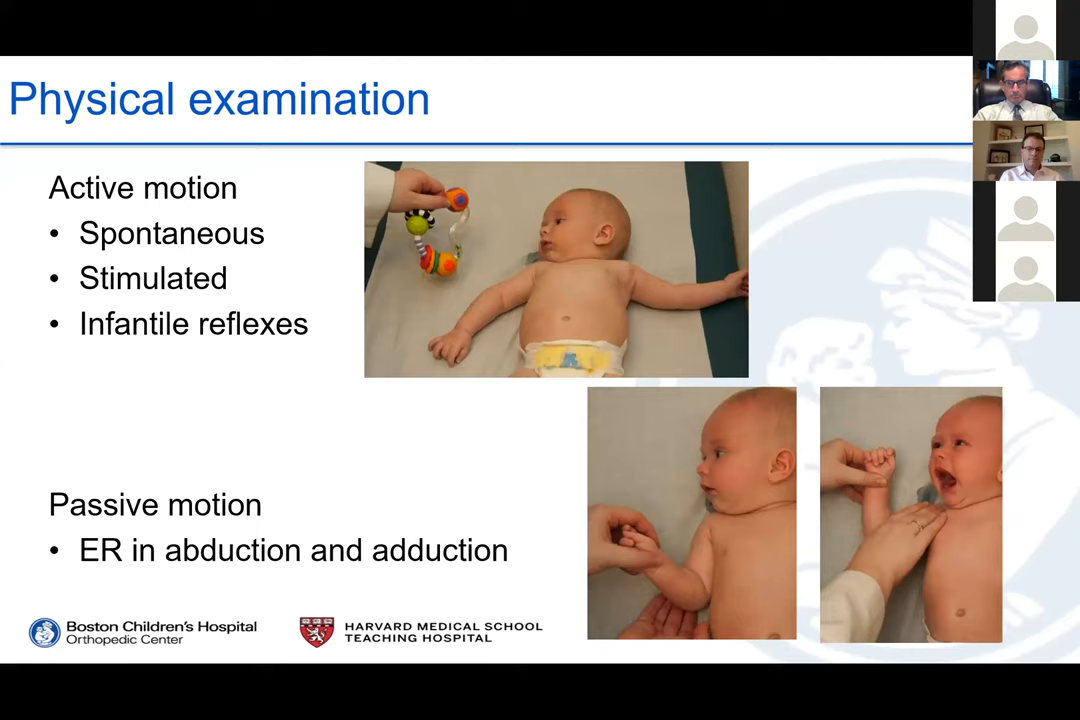 Physical examination
Active motion
• Spontaneous
• Stimulated
• Infantile reflexes
Passive motion
• ER in abduction and adduction
Boston Children's Hospital
Orthopedic Center
HARVARD MEDICAL SCHOOL
TEACHING HOSPITAL